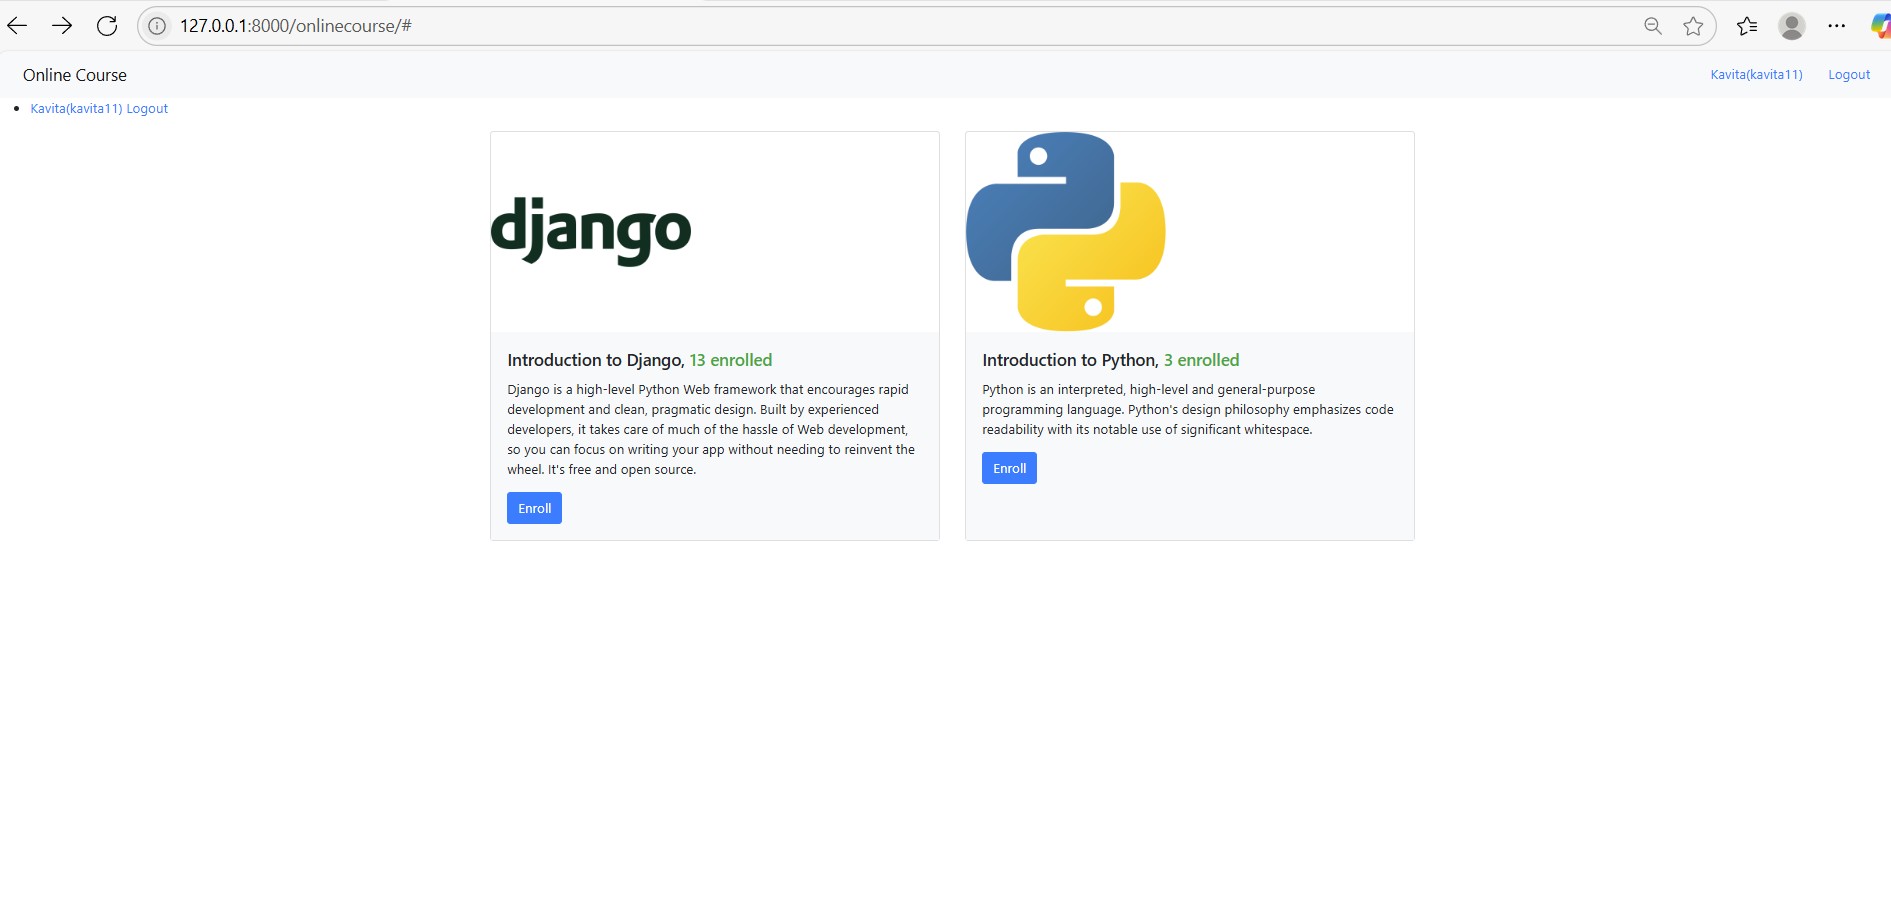 127.0.0.1:8000/onlinecourse/#
Online Course
Kavita(kavita11) Logout
Kavita(kavita11) Logout
django
Introduction to Django, 13 enrolled
Django is a high-level Python Web framework that encourages rapid
development and clean, pragmatic design. Built by experienced
developers, it takes care of much of the hassle of Web development,
so you can focus on writing your app without needing to reinvent the
wheel. It's free and open source.
Enroll
Introduction to Python, 3 enrolled
Python is an interpreted, high-level and general-purpose
programming language. Python's design philosophy emphasizes code
readability with its notable use of significant whitespace.
Enroll